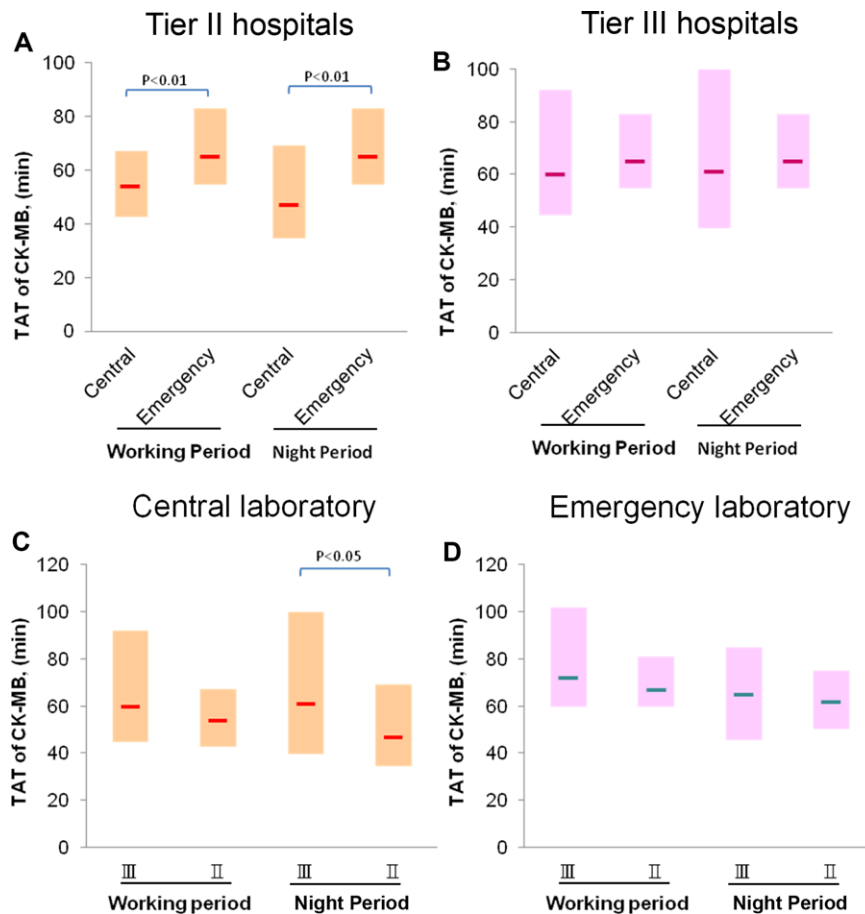 Tier II hospitals
A
P<0.01
P<0.01
TAT of CK-MB, (min)
100
80
60
40
20
0
Central
Emergency
Central
Emergency
Working Period
Night Period
Tier III hospitals
B
TAT of CK-MB, (min)
100
80
60
40
20
0
Central
Emergency
Central
Emergency
Working Period
Night Period
Central laboratory
C
P<0.05
TAT of CK-MB, (min)
120
100
80
60
40
20
0
Ⅲ Ⅱ Ⅲ Ⅱ
Working period
Night Period
Emergency laboratory
D
TAT of CK-MB, (min)
120
100
80
60
40
20
0
Ⅲ Ⅱ Ⅲ Ⅱ
Working period
Night Period